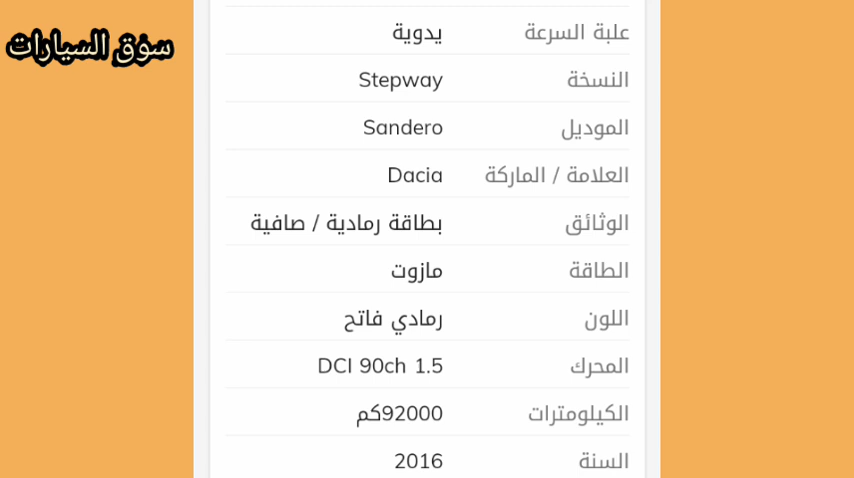 سوق السيارات
علبة السرعة يدوية
النسخة Stepway
الموديل Sandero
العلامة / الماركة Dacia
الوثائق بطاقة رمادية / صافية
الطاقة مازوت
اللون رمادي فاتح
المحرك DCI 90ch 1.5
الكيلومترات 92000كم
السنة 2016